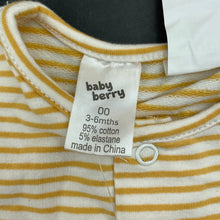 baby
berry
00
3-6mths
95% cotton
5% elastane
made in China